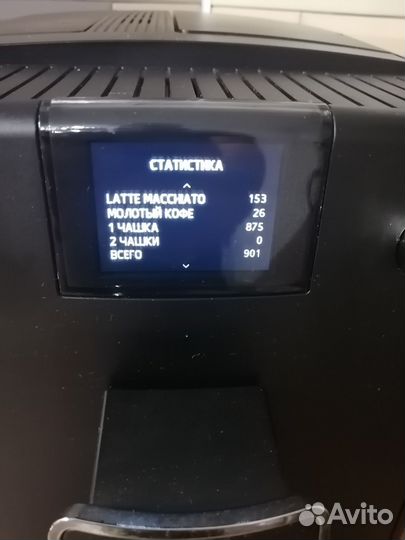 СТАТИСТИКА
LATTE MACCHIATO 153
МОЛОТЫЙ КОФЕ 26
1 ЧАШКА 875
2 ЧАШКИ 0
ВСЕГО 901
Avito